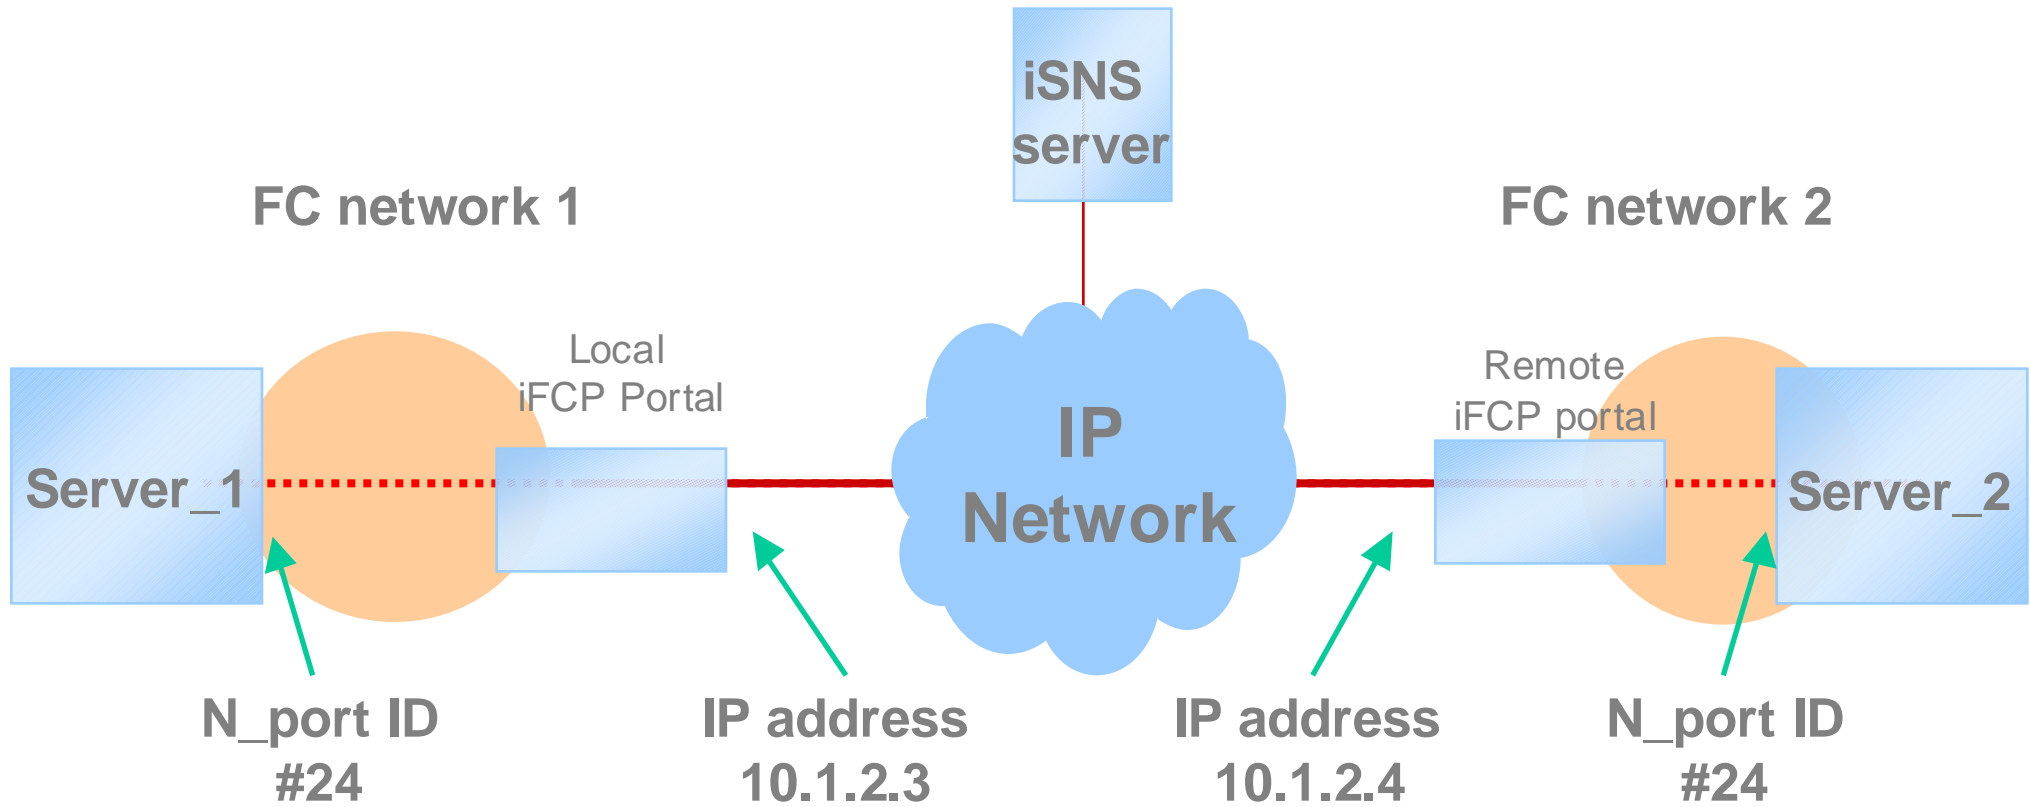 iSNS
server
FC network 1
FC network 2
Local
iFCP Portal
Remote
iFCP portal
Server_1
IP
Network
Server_2
N_port ID
#24
IP address
10.1.2.3
IP address
10.1.2.4
N_port ID
#24